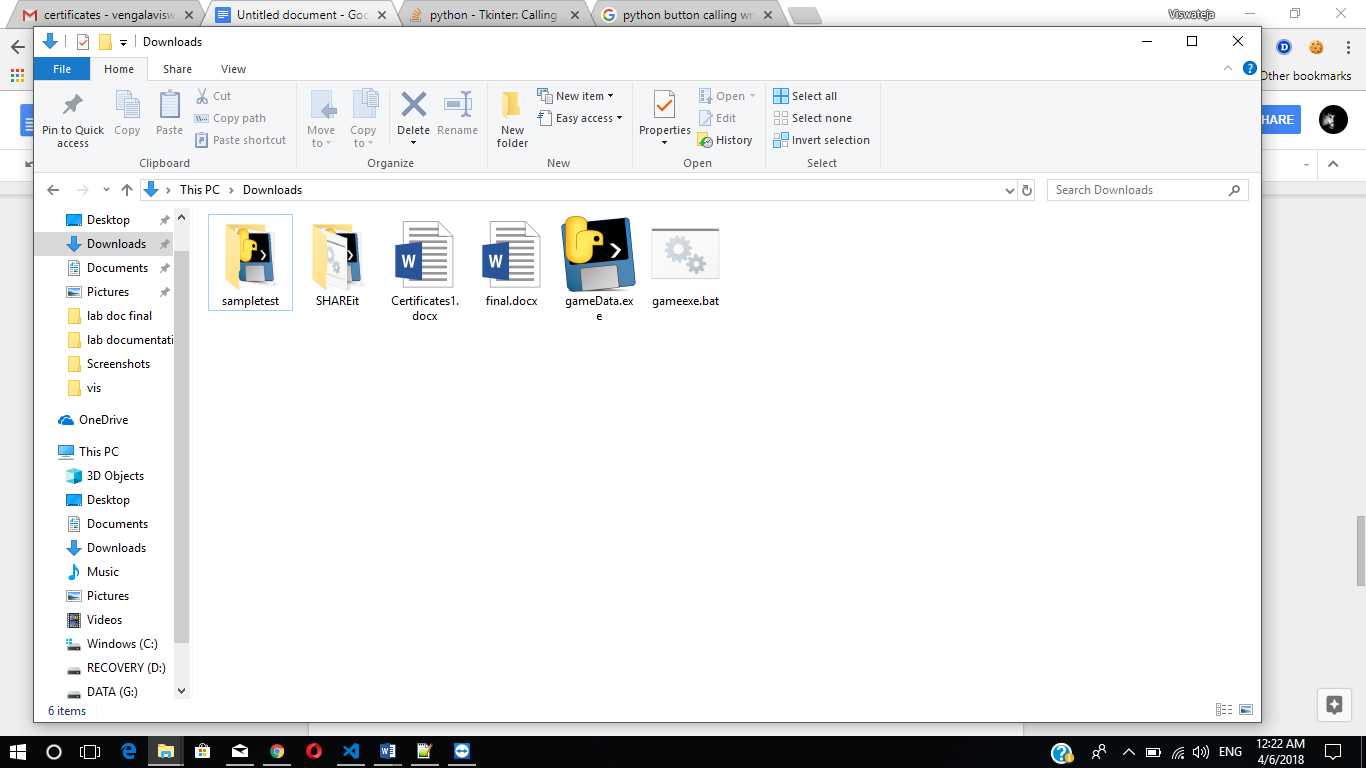 certificates - vengalavisw
Untitled document - Goo
python - Tkinter: Calling
python button calling wr
Viswateja
Downloads
File
Home
Share
View
Other bookmarks
Pin to Quick access
Copy
Paste
Cut
Copy path
Paste shortcut
Move to
Copy to
Delete
Rename
New folder
New item
Easy access
Properties
Open
Edit
History
Select all
Select none
Invert selection
HARE
Clipboard
Organize
New
Open
Select
This PC
Downloads
Search Downloads
Desktop
Downloads
Documents
Pictures
lab doc final
lab documentati
Screenshots
vis
OneDrive
This PC
3D Objects
Desktop
Documents
Downloads
Music
Pictures
Videos
Windows (C:)
RECOVERY (D:)
DATA (G:)
sampletest
SHAREit
Certificates1.
docx
final.docx
gameData.ex
e
gameexe.bat
6 items
ENG
12:22 AM
4/6/2018